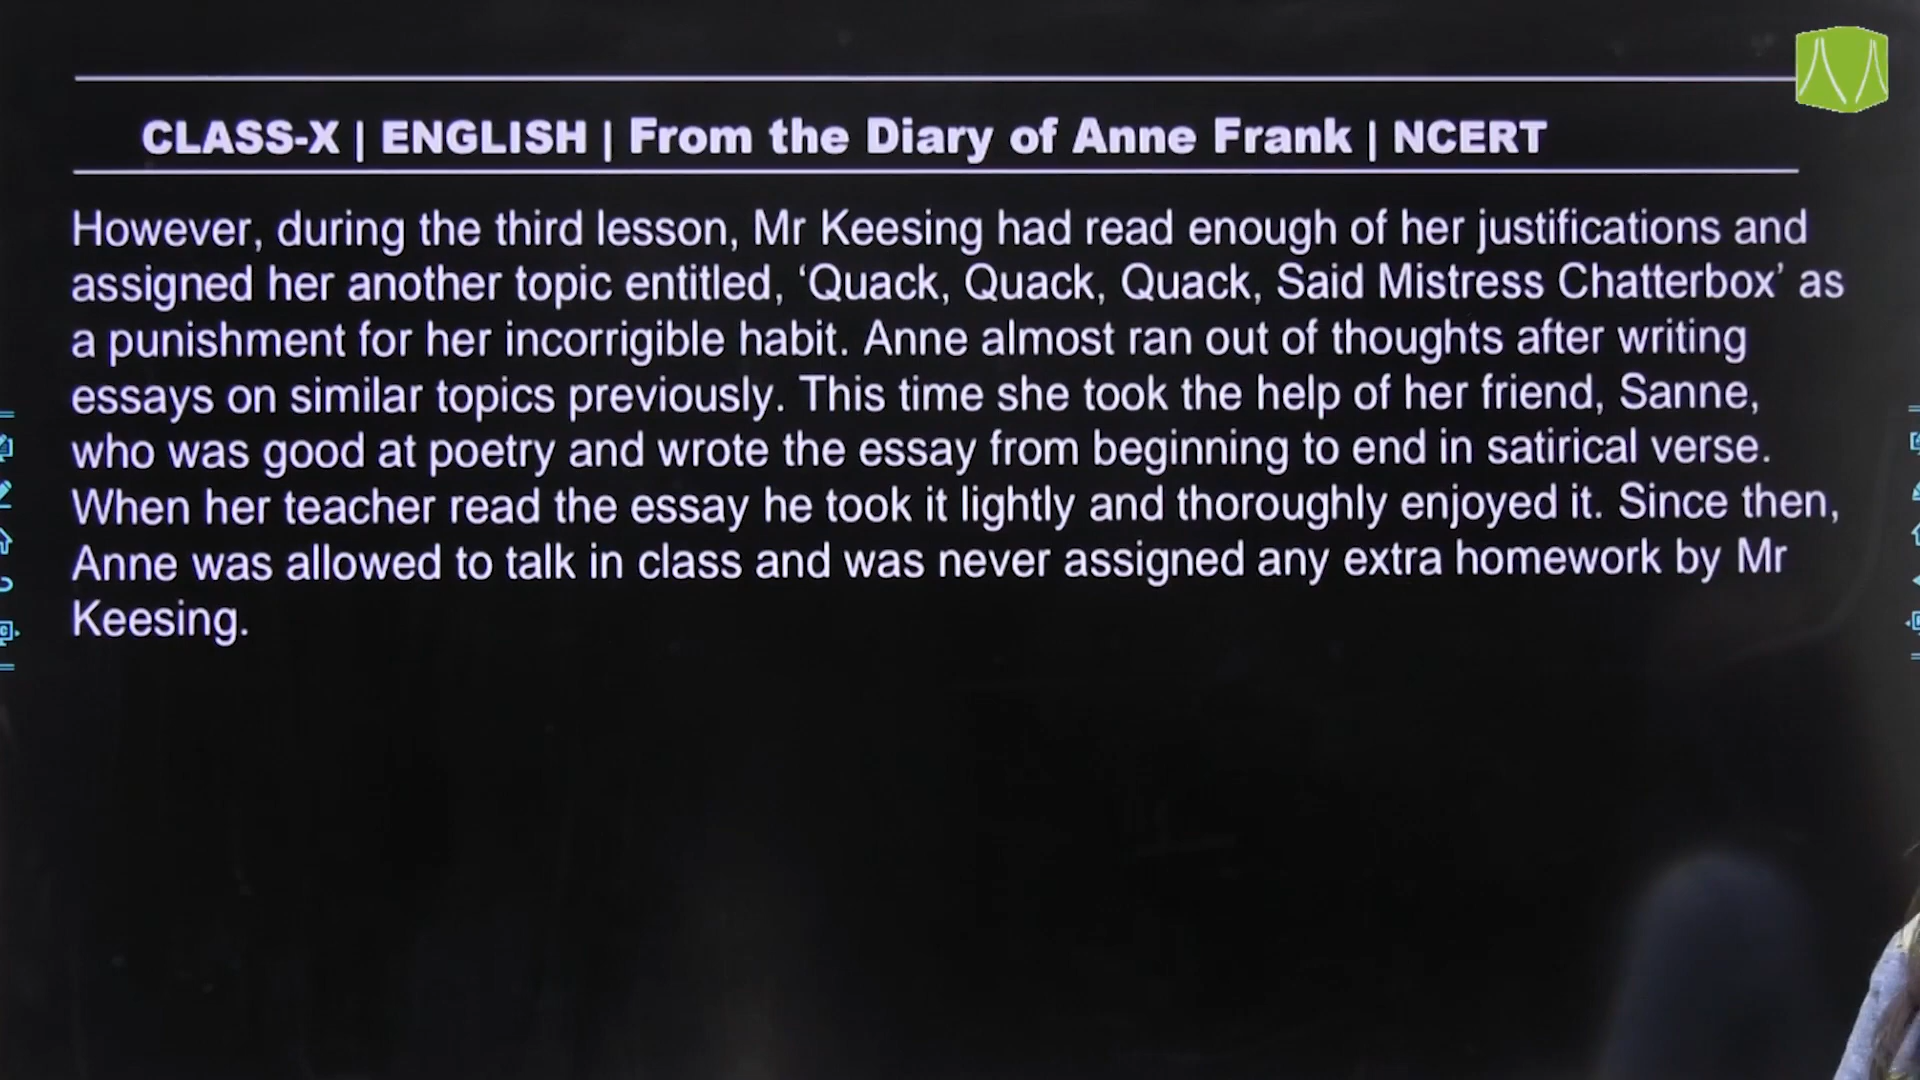 CLASS-X | ENGLISH | From the Diary of Anne Frank | NCERT
However, during the third lesson, Mr Keesing had read enough of her justifications and
assigned her another topic entitled, ‘Quack, Quack, Quack, Said Mistress Chatterbox’ as
a punishment for her incorrigible habit. Anne almost ran out of thoughts after writing
essays on similar topics previously. This time she took the help of her friend, Sanne,
who was good at poetry and wrote the essay from beginning to end in satirical verse.
When her teacher read the essay he took it lightly and thoroughly enjoyed it. Since then,
Anne was allowed to talk in class and was never assigned any extra homework by Mr
Keesing.